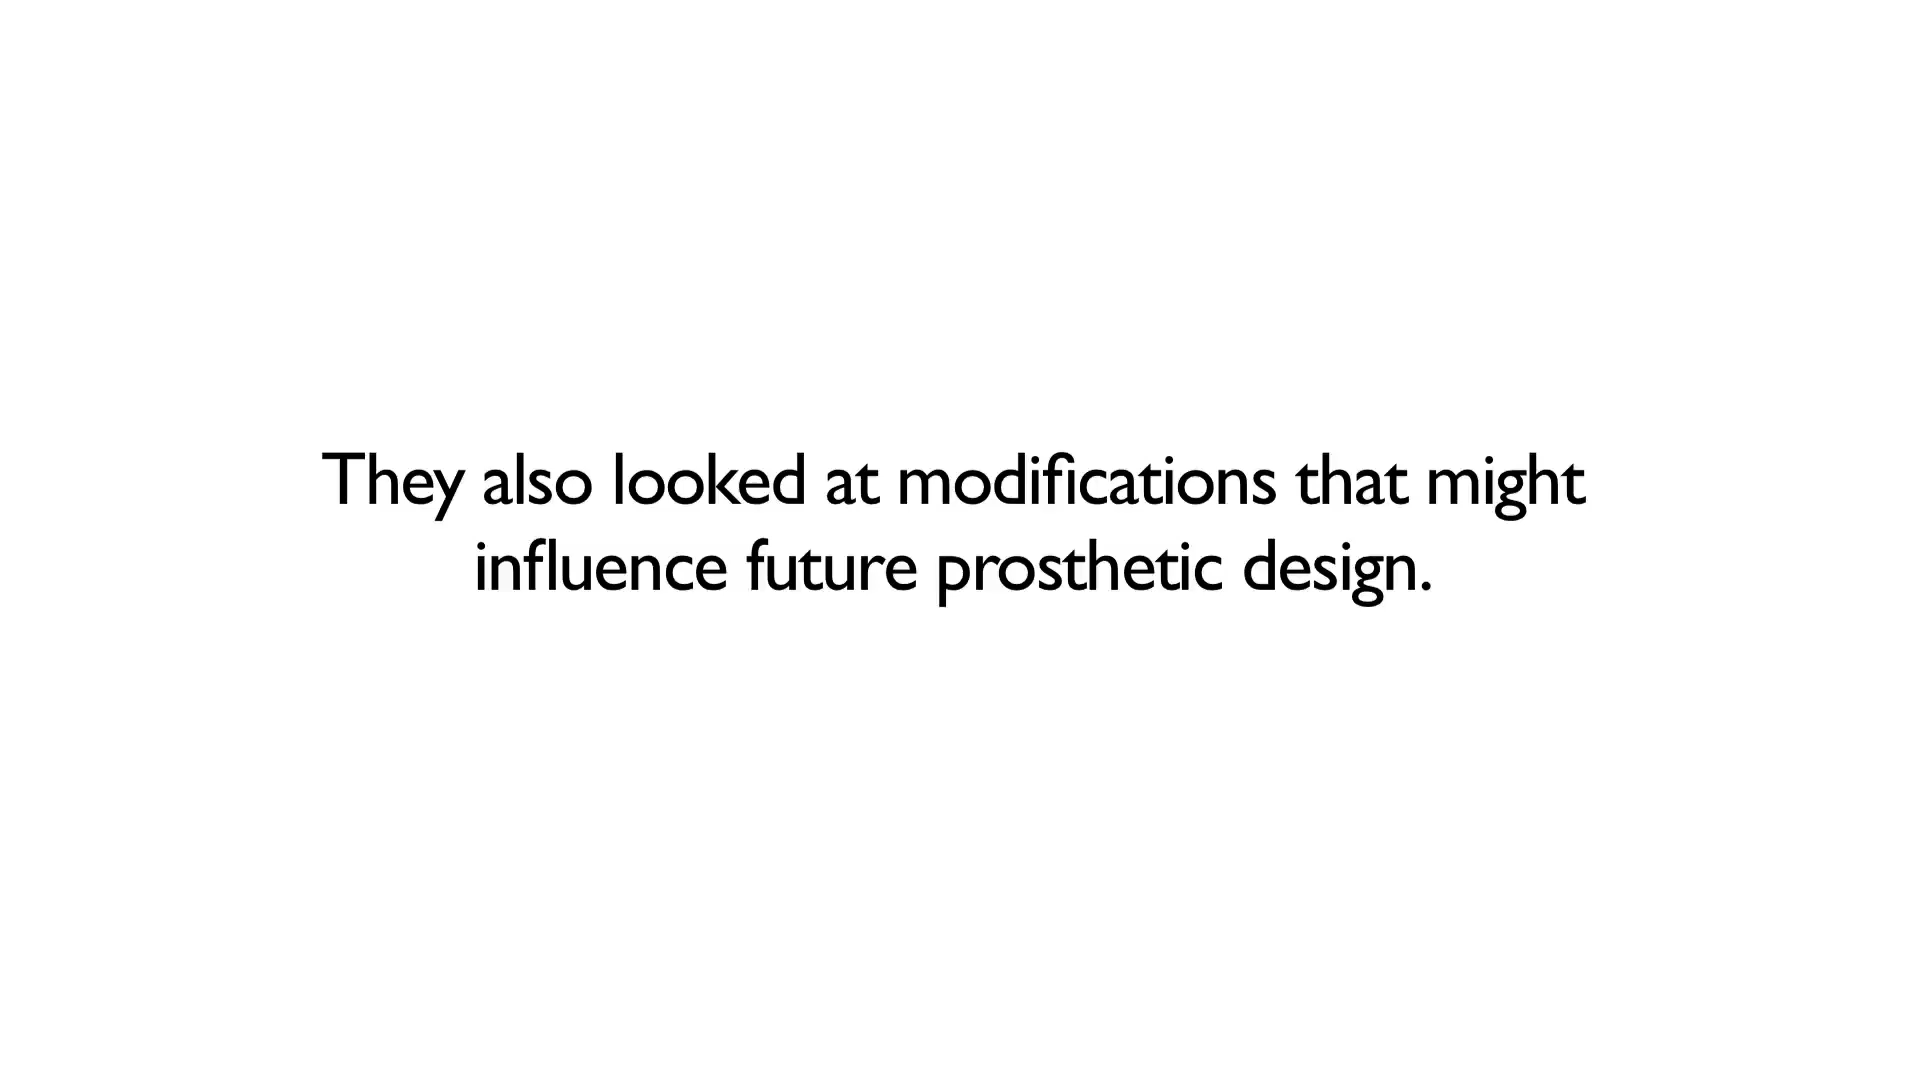 They also looked at modifications that might
influence future prosthetic design.